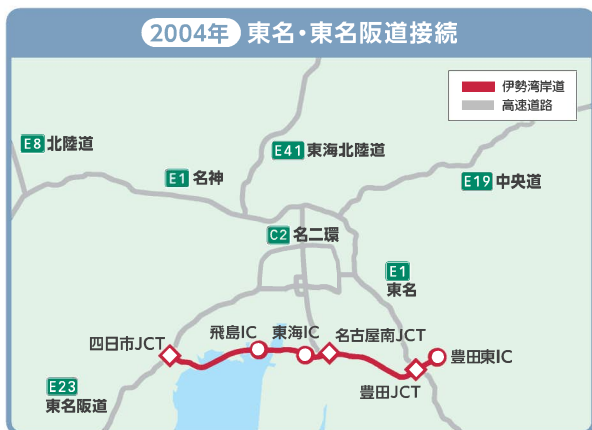 2004年 東名・東名阪道接続
伊勢湾岸道
高速道路
E8 北陸道
E41 東海北陸道
E1 名神
E19 中央道
C2 名二環
E1
東名
飛島IC 東海IC 名古屋南JCT
四日市JCT
豊田東IC
豊田JCT
E23
東名阪道